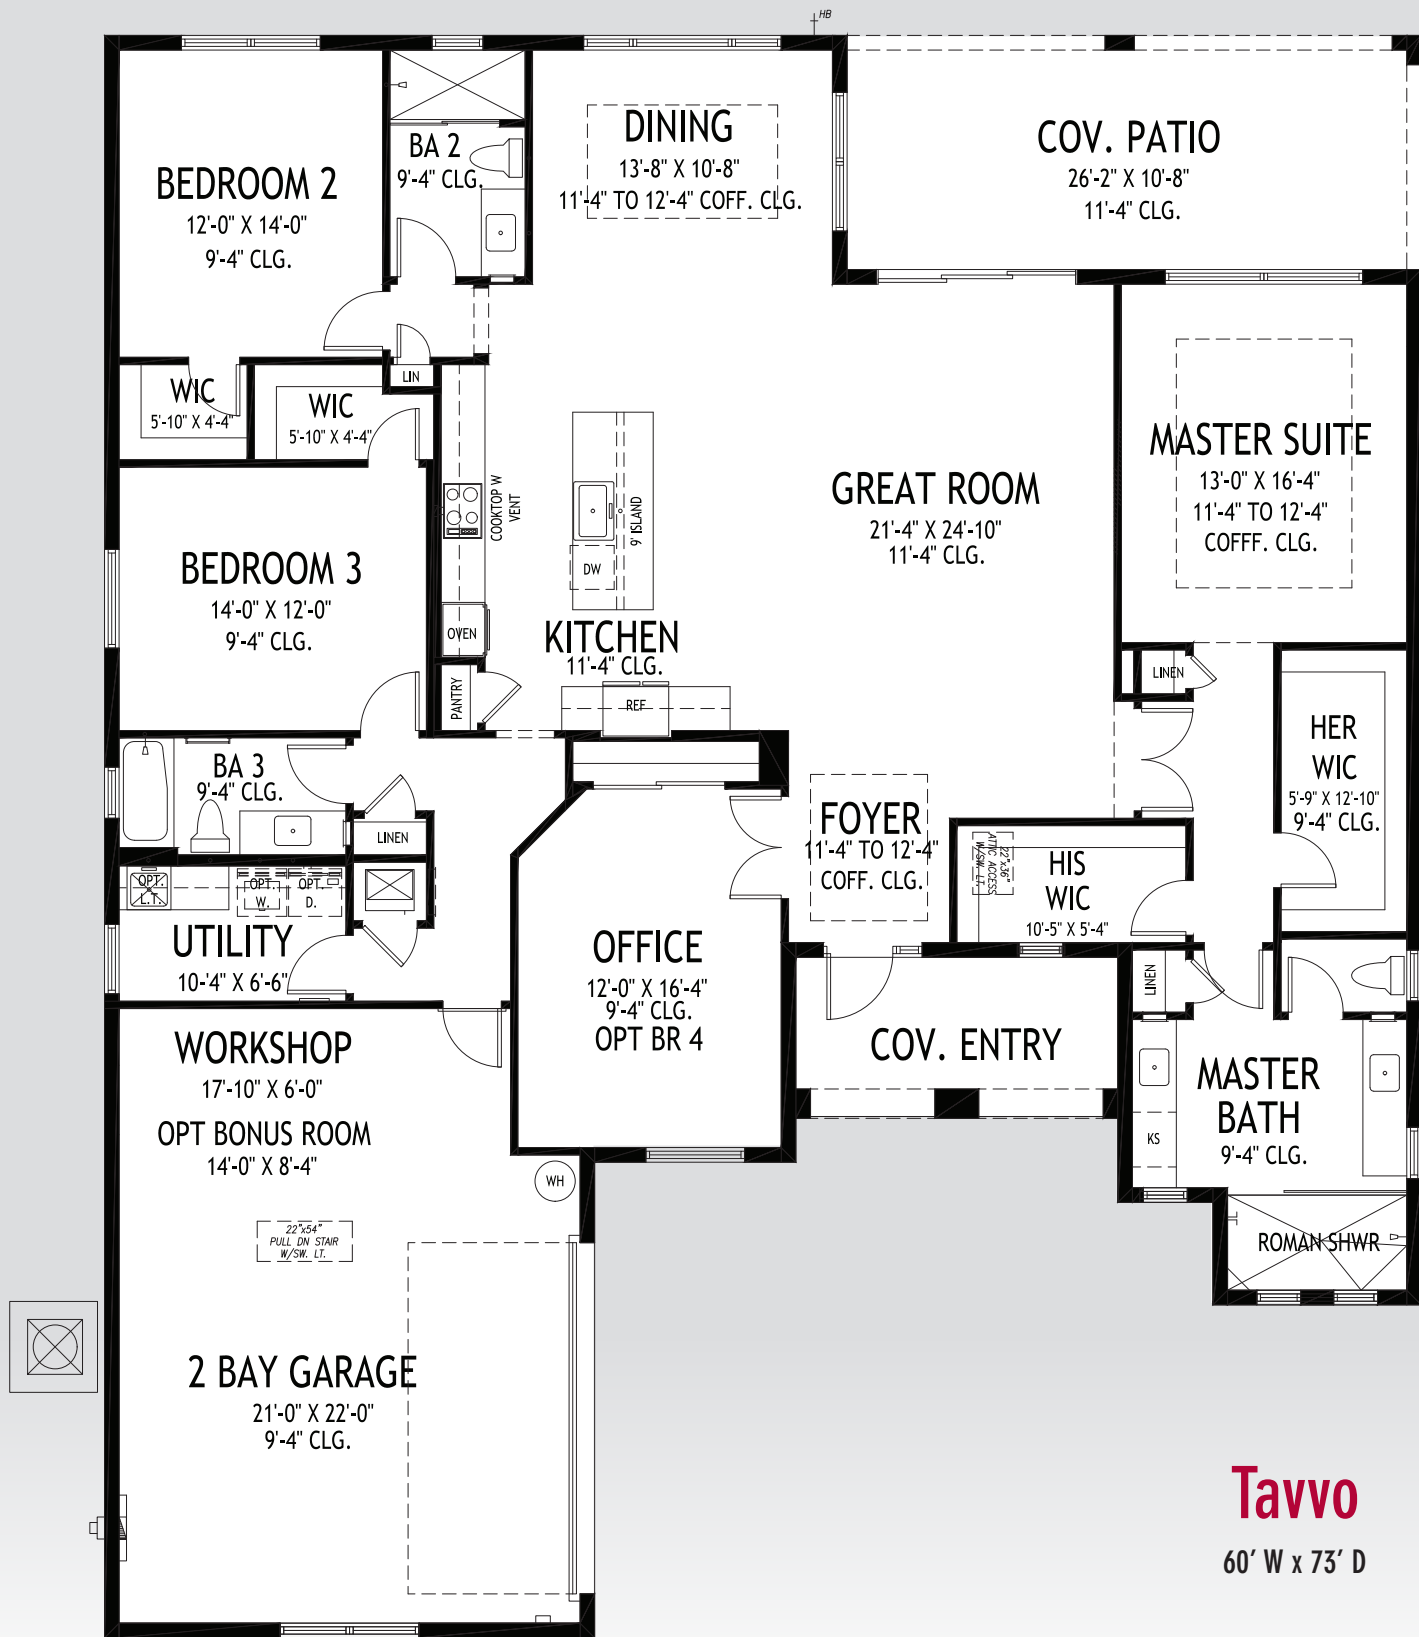 HB
BEDROOM 2
12'-0" X 14'-0"
9'-4" CLG.
BA 2
9'-4" CLG.
DINING
13'-8" X 10'-8"
11'-4" TO 12'-4" COFF. CLG.
COV. PATIO
26'-2" X 10'-8"
11'-4" CLG.
WIC
5'-10" X 4'-4"
WIC
5'-10" X 4'-4"
LIN
COOKTOP W
VENT
9' ISLAND
DW
OVEN
KITCHEN
11'-4" CLG.
PANTRY
REF
GREAT ROOM
21'-4" X 24'-10"
11'-4" CLG.
MASTER SUITE
13'-0" X 16'-4"
11'-4" TO 12'-4"
COFFF. CLG.
BEDROOM 3
14'-0" X 12'-0"
9'-4" CLG.
LINEN
HER
WIC
5'-9" X 12'-10"
9'-4" CLG.
BA 3
9'-4" CLG.
LINEN
FOYER
11'-4" TO 12'-4"
COFF. CLG.
22"x36"
ATTIC ACCESS
W/SW. LT.
HIS
WIC
10'-5" X 5'-4"
OPT.
L.T.
OPT.
W.
OPT.
D.
UTILITY
10-'4" X 6'-6"
OFFICE
12'-0" X 16'-4"
9'-4" CLG.
OPT BR 4
COV. ENTRY
LINEN
MASTER
BATH
9'-4" CLG.
KS
ROMAN SHWR
WORKSHOP
17'-10" X 6'-0"
OPT BONUS ROOM
14'-0" X 8'-4"
WH
22"x54"
PULL DN STAIR
W/SW. LT.
2 BAY GARAGE
21'-0" X 22'-0"
9'-4" CLG.
Tavvo
60' W x 73' D